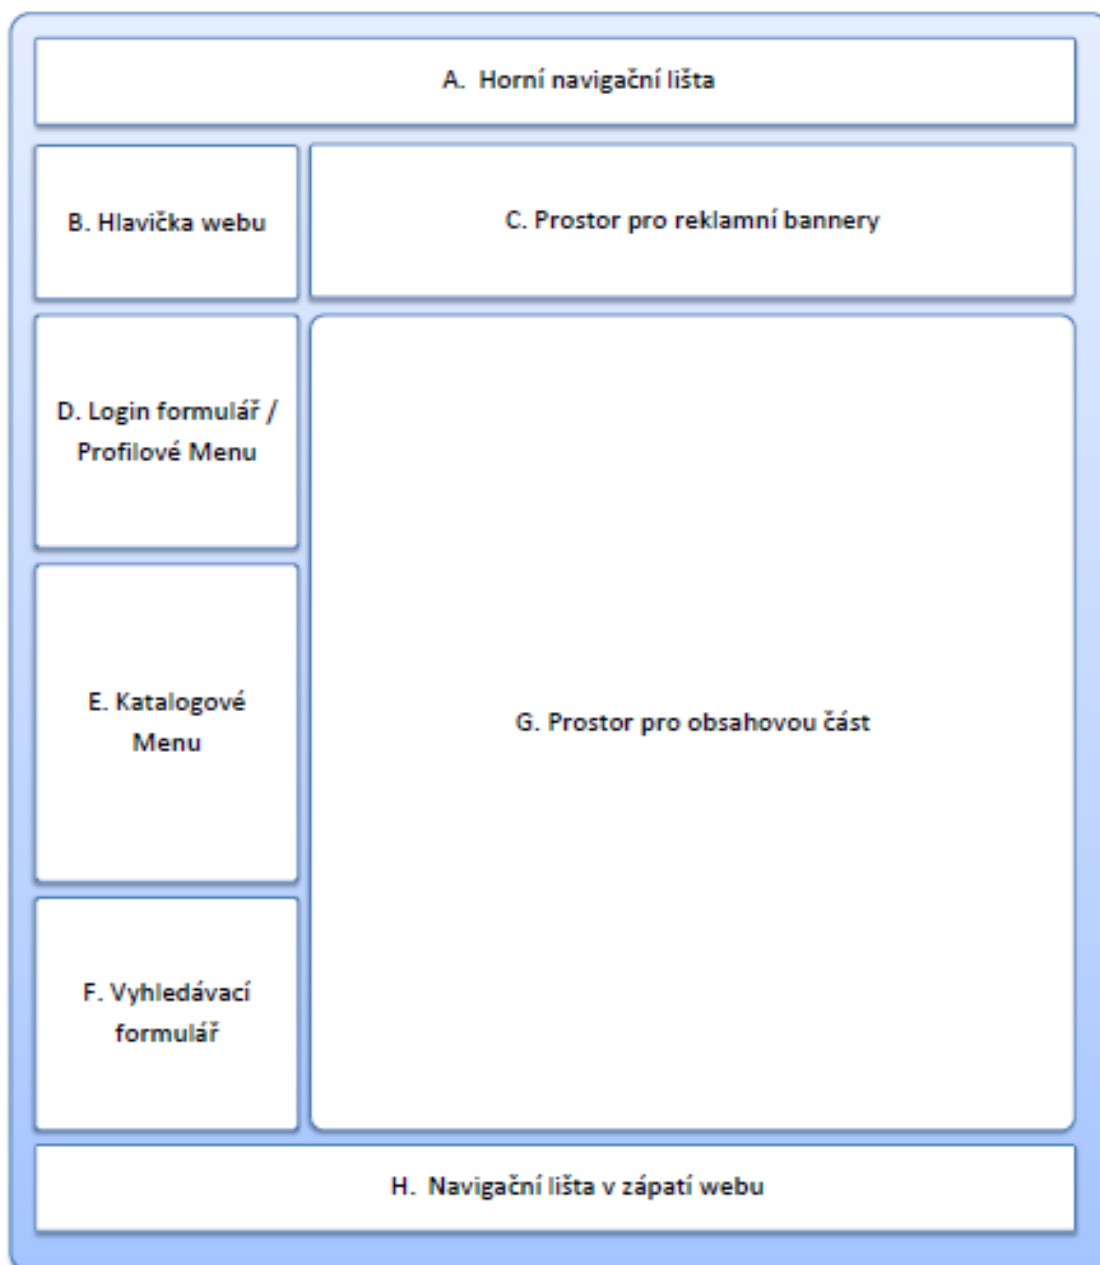 A. Horní navigační lišta
B. Hlavička webu
C. Prostor pro reklamní bannery
D. Login formulář /
Profilové Menu
E. Katalogové
Menu
G. Prostor pro obsahovou část
F. Vyhledávací
formulář
H. Navigační lišta v zápatí webu